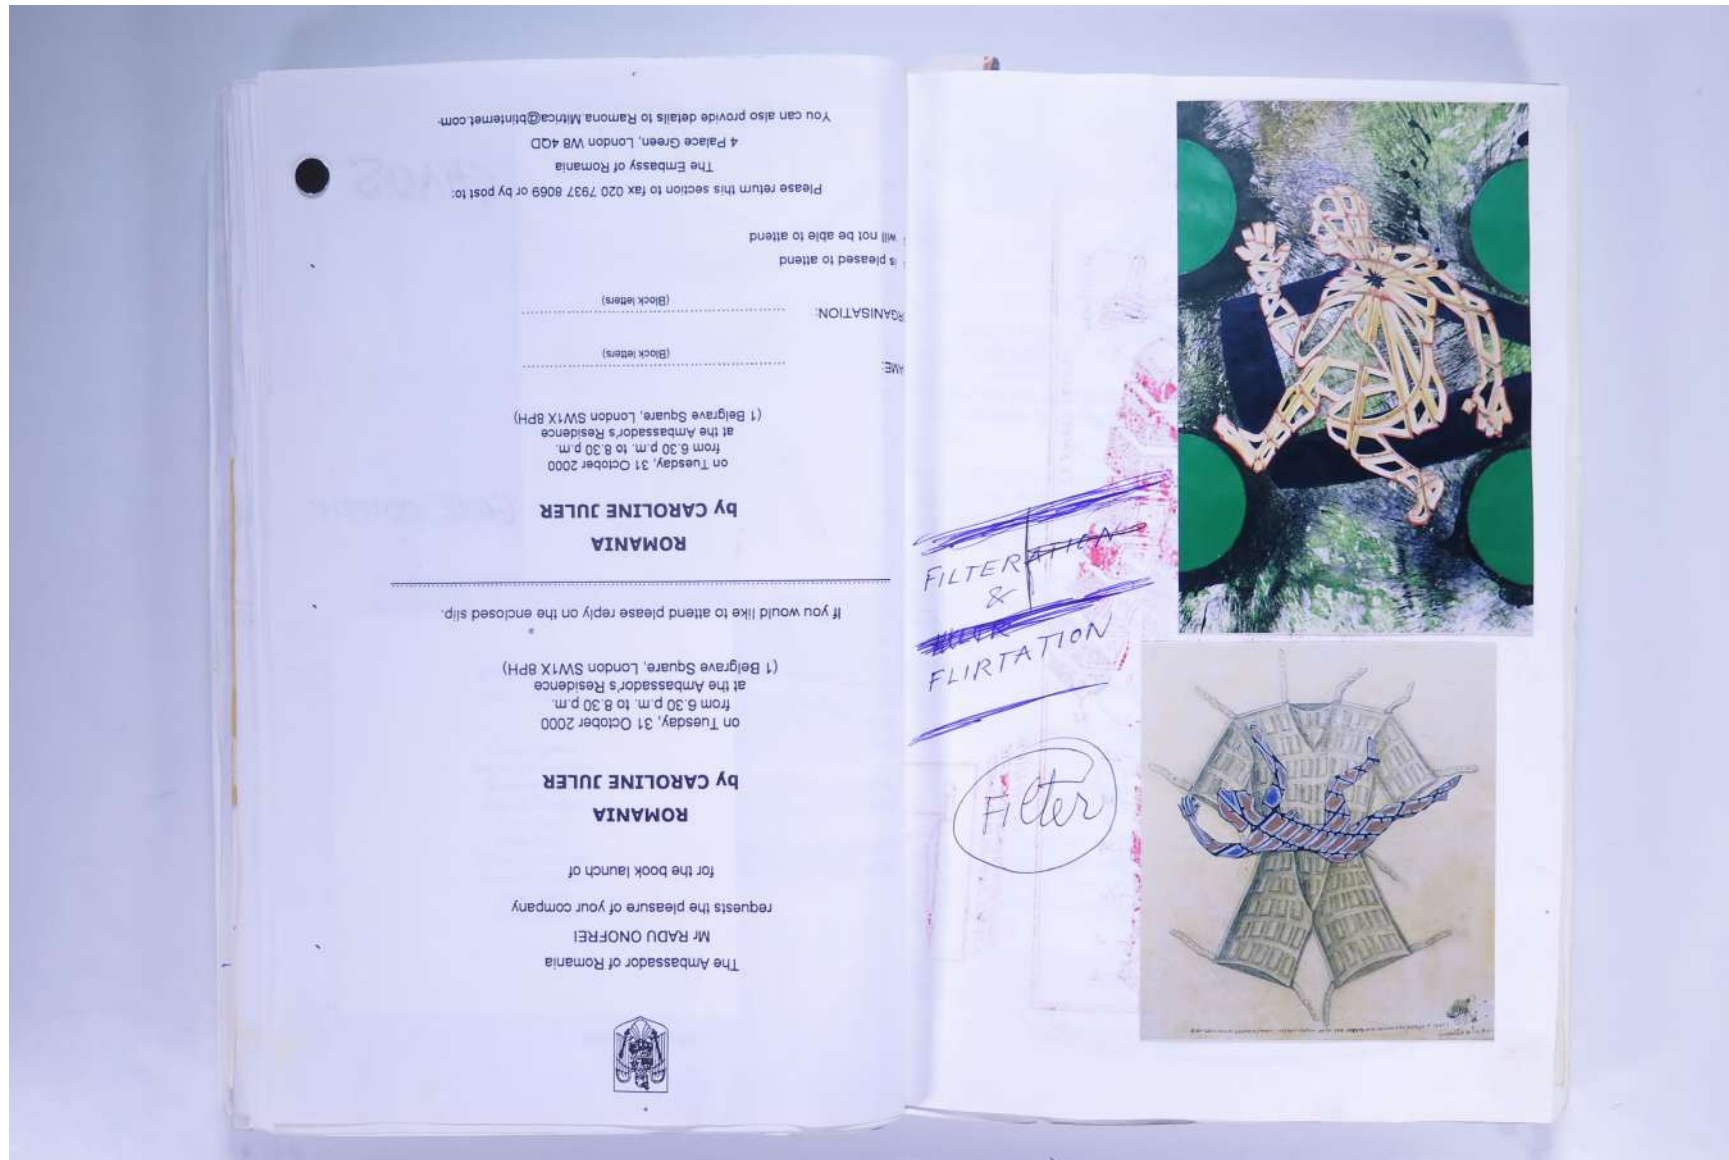 The Ambassador of Romania
Mr RADU ONOFREI
requests the pleasure of your company
for the book launch of
ROMANIA
by CAROLINE JULER
on Tuesday, 31 October 2000
from 6.30 p.m. to 8.30 p.m.
at the Ambassador's Residence
(1 Belgrave Square, London SW1X 8PH)
If you would like to attend please reply on the enclosed slip.
ROMANIA
by CAROLINE JULER
on Tuesday, 31 October 2000
from 6.30 p.m. to 8.30 p.m.
at the Ambassador's Residence
(1 Belgrave Square, London SW1X 8PH)
AME:
(Block letters)
RGANISATION:
(Block letters)
is pleased to attend
will not be able to attend
Please return this section to fax 020 7937 8069 or by post to:
The Embassy of Romania
4 Palace Green, London W8 4QD
You can also provide details to Ramona.Mitrica@btinternet.com
FILTERATION
&
FLIRTATION
Filter